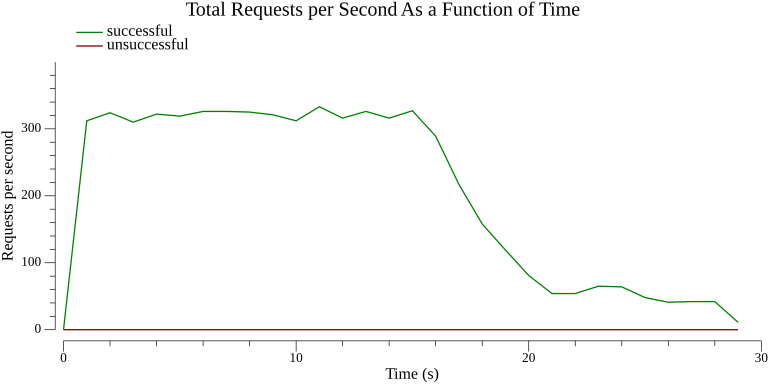 Total Requests per Second As a Function of Time
successful
unsuccessful
Requests per second
300
200
100
0
0 10 20 30
Time (s)